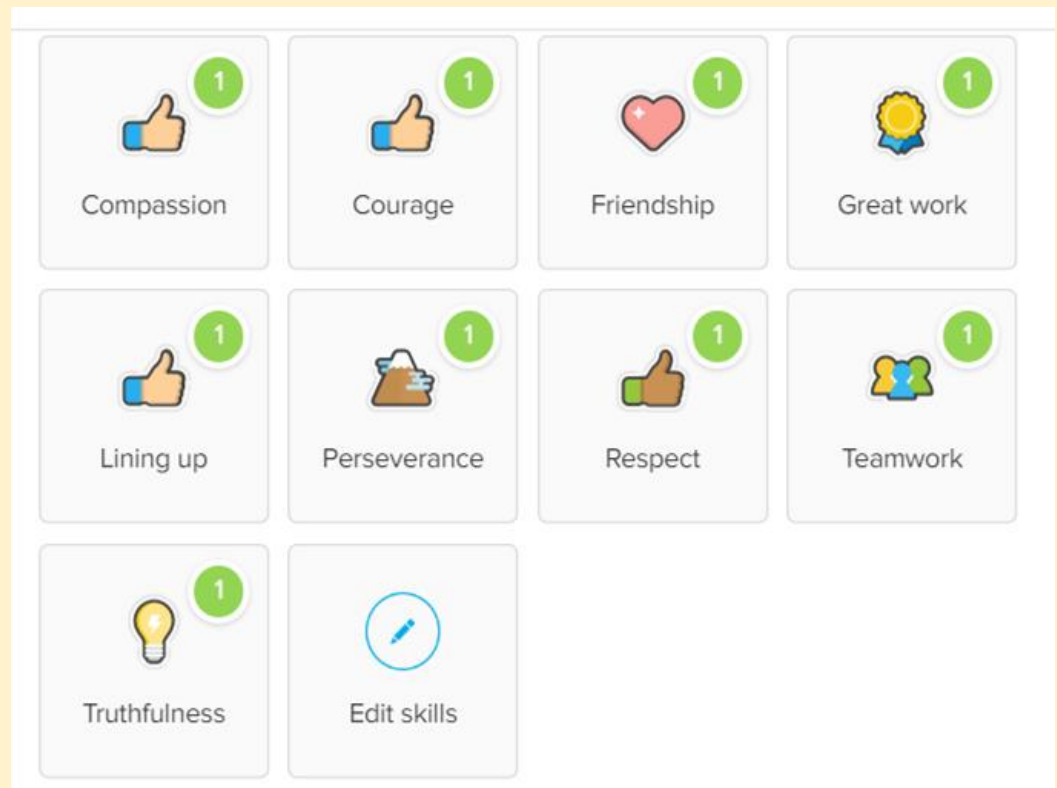 1 1 1 1
Compassion Courage Friendship Great work
1 1 1 1
Lining up Perseverance Respect Teamwork
1
Truthfulness Edit skills